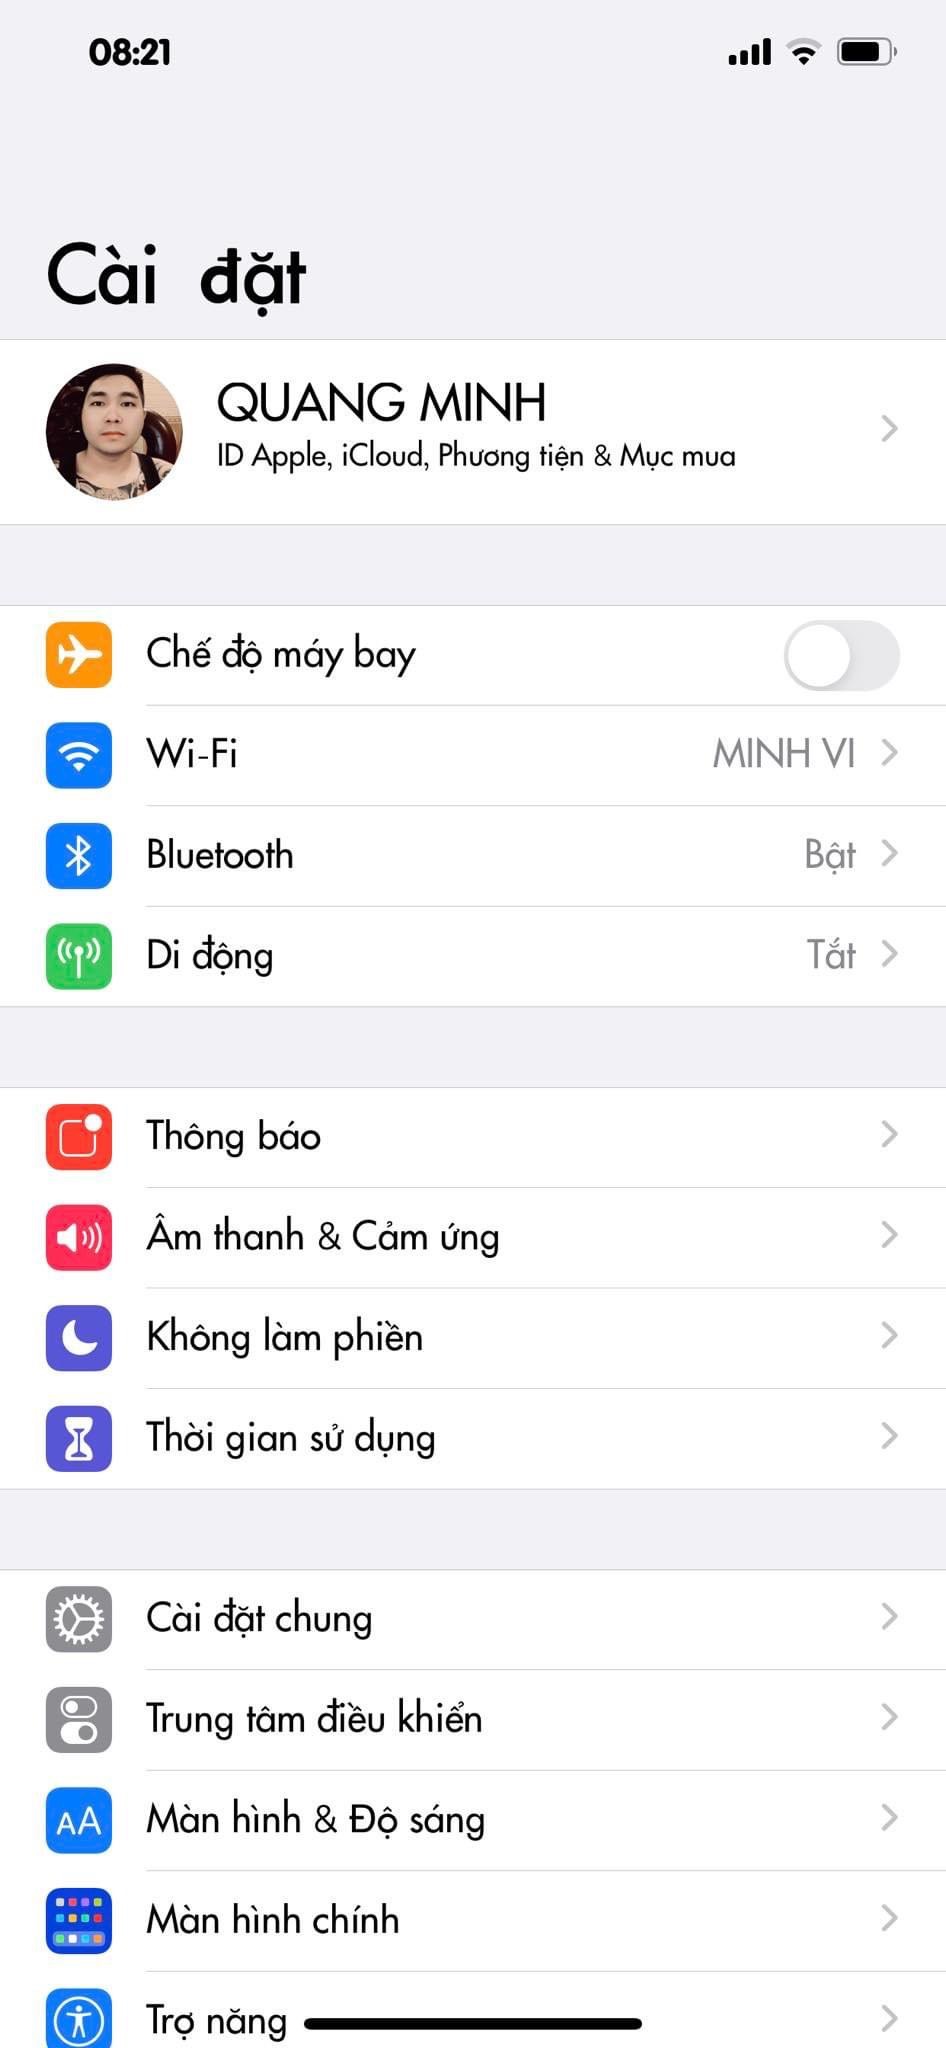 08:21
Cài đặt
QUANG MINH
ID Apple, iCloud, Phương tiện & Mục mua
Chế độ máy bay
Wi-Fi MINH VI
Bluetooth Bật
Di động Tắt
Thông báo
Âm thanh & Cảm ứng
Không làm phiền
Thời gian sử dụng
Cài đặt chung
Trung tâm điều khiển
AA Màn hình & Độ sáng
Màn hình chính
Trợ năng